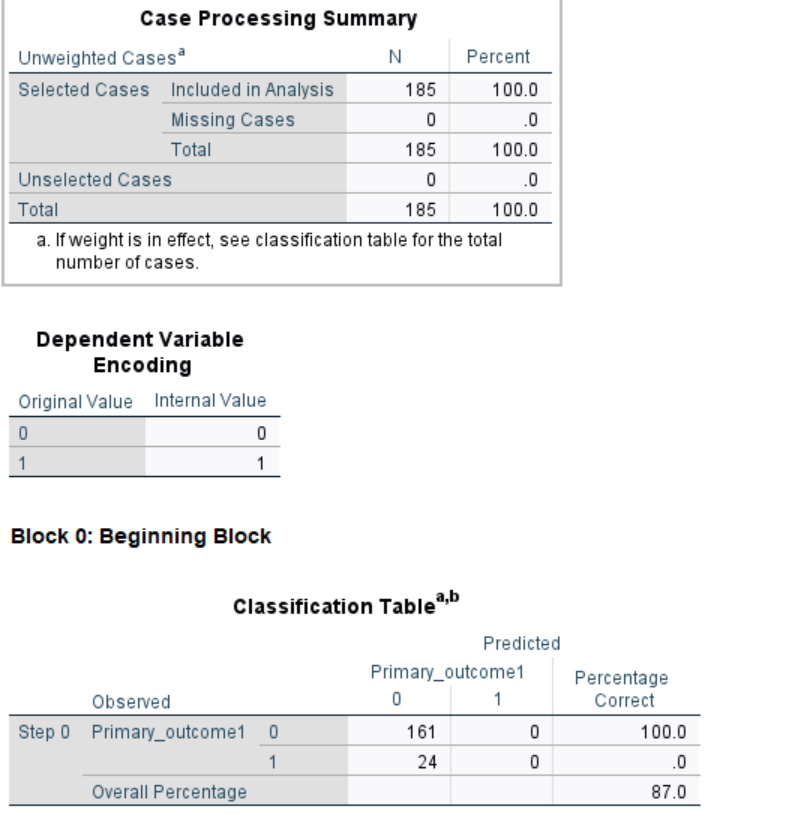 Case Processing Summary
Unweighted Casesa N Percent
Selected Cases Included in Analysis 185 100.0
Missing Cases 0 .0
Total 185 100.0
Unselected Cases 0 .0
Total 185 100.0
a. If weight is in effect, see classification table for the total
number of cases.
Dependent Variable
Encoding
Original Value Internal Value
0 0
1 1
Block 0: Beginning Block
Classification Tablea,b
Predicted
Primary_outcome1 Percentage
Observed 0 1 Correct
Step 0 Primary_outcome1 0 161 0 100.0
1 24 0 .0
Overall Percentage 87.0